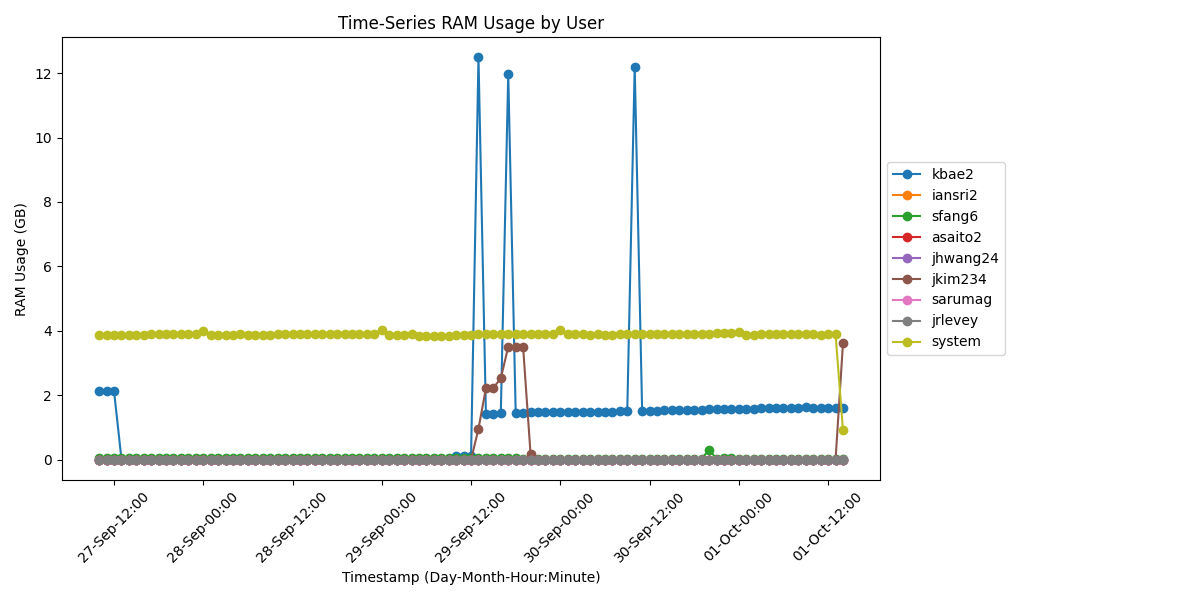 Time-Series RAM Usage by User
RAM Usage (GB)
12
10
8
6
4
2
0
27-Sep-12:00
28-Sep-00:00
28-Sep-12:00
29-Sep-00:00
29-Sep-12:00
30-Sep-00:00
30-Sep-12:00
01-Oct-00:00
01-Oct-12:00
Timestamp (Day-Month-Hour:Minute)
kbae2
iansri2
sfang6
asaito2
jhwang24
jkim234
sarumag
jrlevey
system